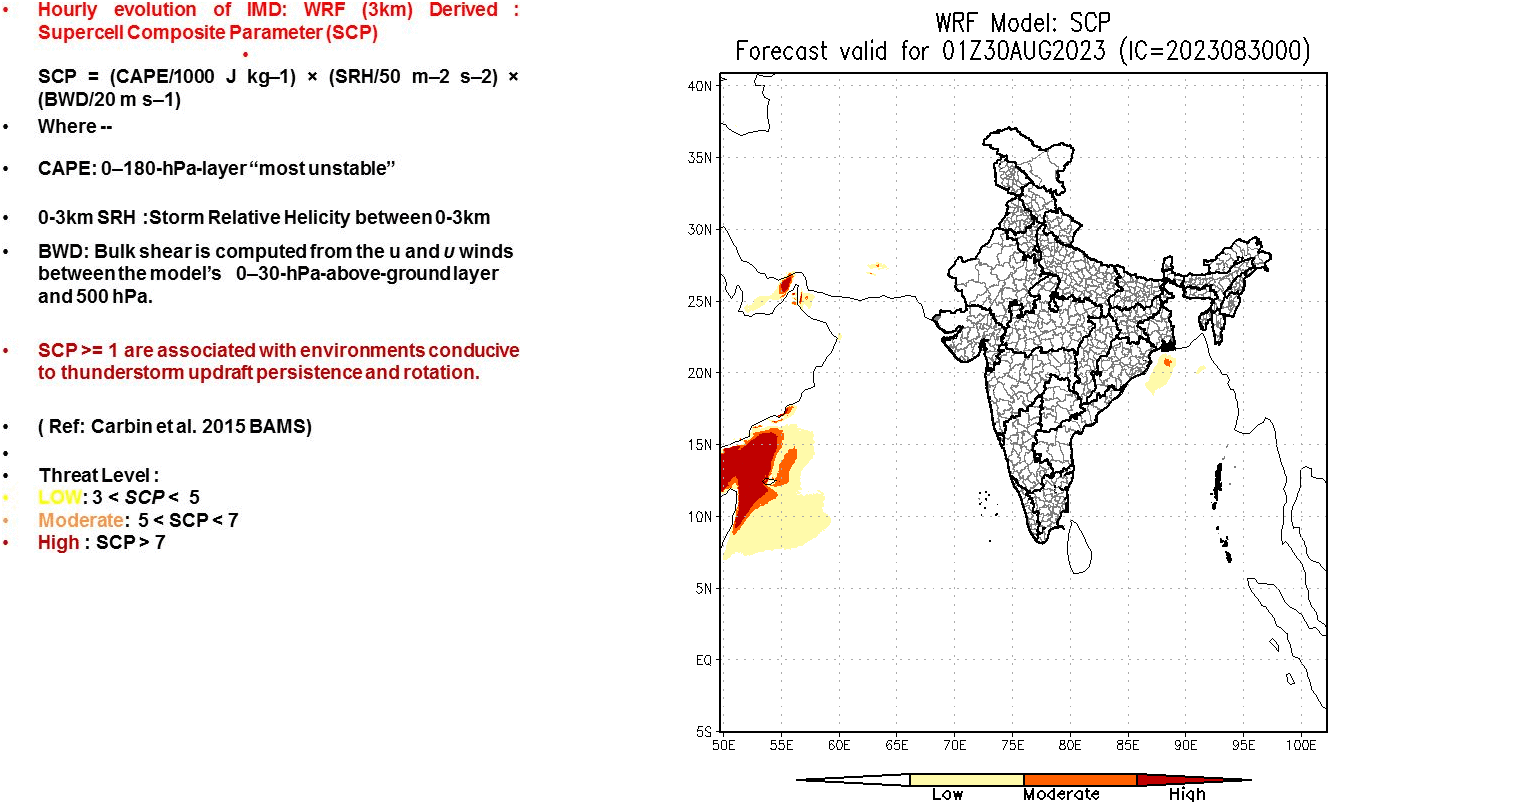 Hourly evolution of IMD: WRF (3km) Derived :
Supercell Composite Parameter (SCP)
SCP = (CAPE/1000 J kg–1) × (SRH/50 m–2 s–2) ×
(BWD/20 m s–1)
Where --
CAPE: 0–180-hPa-layer “most unstable”
0-3km SRH :Storm Relative Helicity between 0-3km
BWD: Bulk shear is computed from the u and υ winds
between the model’s 0–30-hPa-above-ground layer
and 500 hPa.
SCP >= 1 are associated with environments conducive
to thunderstorm updraft persistence and rotation.
( Ref: Carbin et al. 2015 BAMS)
Threat Level :
LOW: 3 < SCP < 5
Moderate: 5 < SCP < 7
High : SCP > 7
WRF Model: SCP
Forecast valid for 01Z30AUG2023 (IC=2023083000)
40N
35N
30N
25N
20N
15N
10N
5N
EQ
5S
50E 55E 60E 65E 70E 75E 80E 85E 90E 95E 100E
Low Moderate High